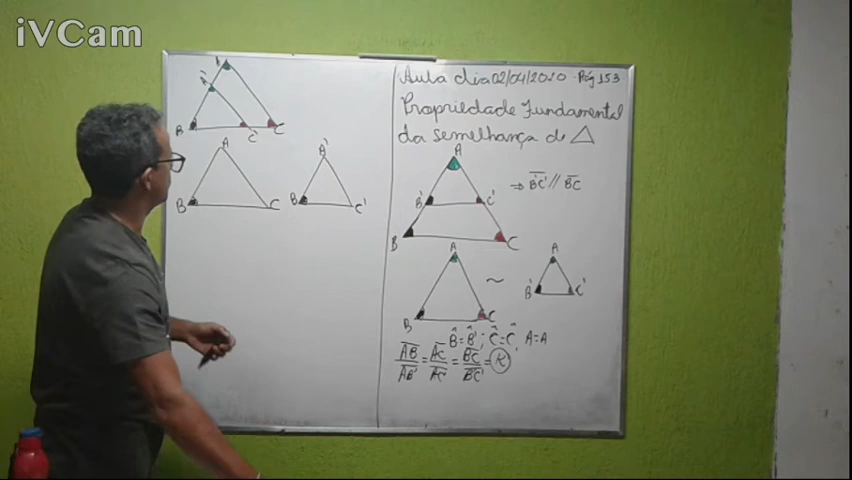 iVCam
A
A'
B
C'
C
A
A'
B
C
B
C'
Aula dia 02/04/2020 - Pág 153
Propriedade Fundamental
da semelhança de △
A
B'
C'
⇒ B'C' // BC
B
C
A
~
A
B
C
B'
C'
B̂ = B̂' ; Ĉ = Ĉ' , A = A
AB/AB' = AC/AC' = BC/B'C' = K